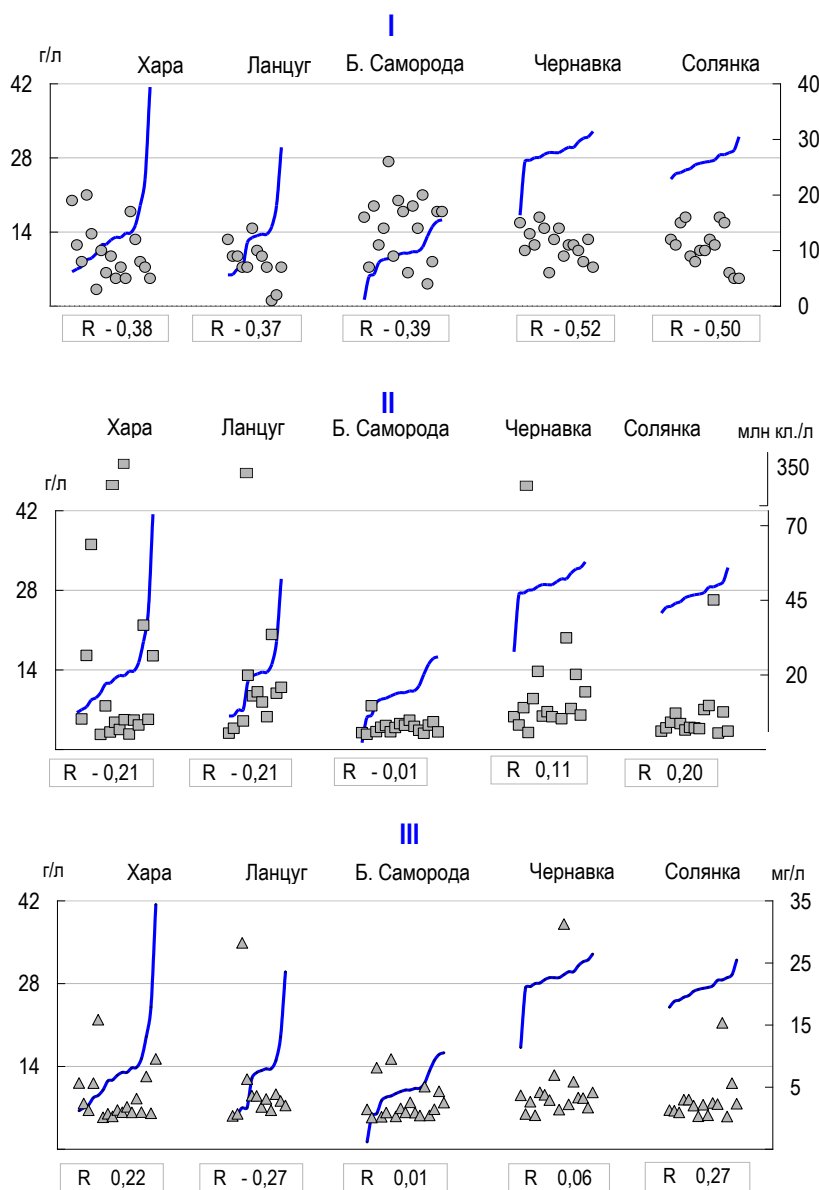 I
г/л
Хара Ланцуг Б. Саморода Чернавка Солянка
42 40
30
28
20
14
10
0
R - 0,38 R - 0,37 R - 0,39 R - 0,52 R - 0,50
II
Хара Ланцуг Б. Саморода Чернавка Солянка млн кл./л
350
г/л
42
70
28
45
14 20
R - 0,21 R - 0,21 R - 0,01 R 0,11 R 0,20
III
г/л Хара Ланцуг Б. Саморода Чернавка Солянка мг/л
42 35
28 25
15
14
5
R 0,22 R - 0,27 R 0,01 R 0,06 R 0,27